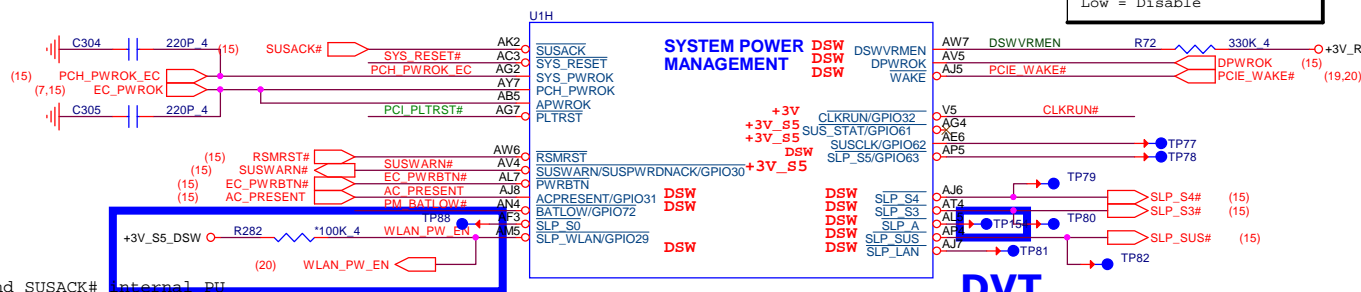 Low = Disable
U1H
C304 220P_4 (15) SUSACK# AK2 SUSACK SYSTEM POWER DSW DSWVRMEN AW7 DSWVRMEN R72 330K_4 +3V_R
SYS_RESET# AC3 SYS_RESET MANAGEMENT DSW DPWROK AV5 DPWROK (15)
(15) PCH_PWROK_EC PCH_PWROK_EC AG2 SYS_PWROK DSW WAKE AJ5 PCIE_WAKE# PCIE_WAKE# (19,20)
(7,15) EC_PWROK AY7 PCH_PWROK
AB5 APWROK
C305 220P_4 PCI_PLTRST# AG7 PLTRST +3V CLKRUN/GPIO32 V5 CLKRUN#
+3V_S5 SUS_STAT/GPIO61 AG4
+3V_S5 SUSCLK/GPIO62 AE6 TP77
(15) RSMRST# AW6 RSMRST DSW SLP_S5/GPIO63 AP5 TP78
(15) SUSWARN# SUSWARN# AV4 SUSWARN/SUSPWRDNACK/GPIO30 +3V_S5
(15) EC_PWRBTN# EC_PWRBTN# AL7 PWRBTN TP79
(15) AC_PRESENT AC_PRESENT AJ8 ACPRESENT/GPIO31 DSW DSW SLP_S4 AJ6 SLP_S4# (15)
PM_BATLOW# AN4 BATLOW/GPIO72 DSW DSW SLP_S3 AT4 SLP_S3# (15)
TP88 AF3 SLP_S0 DSW SLP_A TP80
+3V_S5_DSW R282 *100K_4 WLAN_PW_EN AM5 SLP_WLAN/GPIO29 DSW DSW SLP_SUS SLP_SUS# (15)
SLP_LAN AJ7 TP81
(20) WLAN_PW_EN TP82
SUSACK# internal PU
DVT